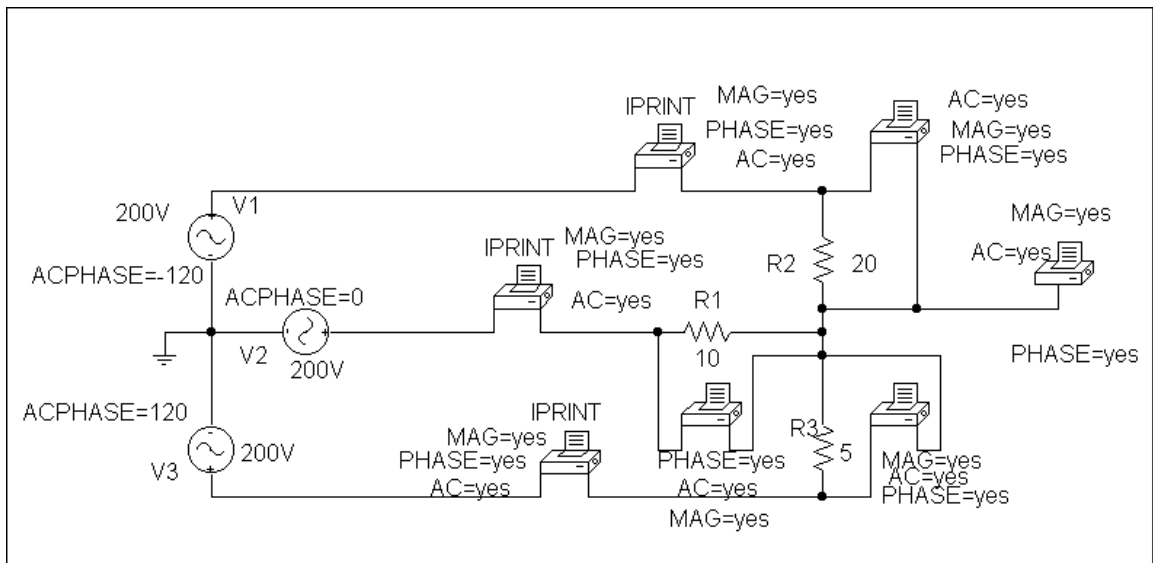 MAG=yes
AC=yes
IPRINT
PHASE=yes
MAG=yes
AC=yes
PHASE=yes
200V
V1
MAG=yes
MAG=yes
IPRINT
PHASE=yes
AC=yes
R2
20
ACPHASE=-120
ACPHASE=0
AC=yes
R1
V2
200V
10
PHASE=yes
ACPHASE=120
IPRINT
R3
MAG=yes
200V
5
V3
PHASE=yes
PHASE=yes
MAG=yes
AC=yes
AC=yes
AC=yes
PHASE=yes
MAG=yes